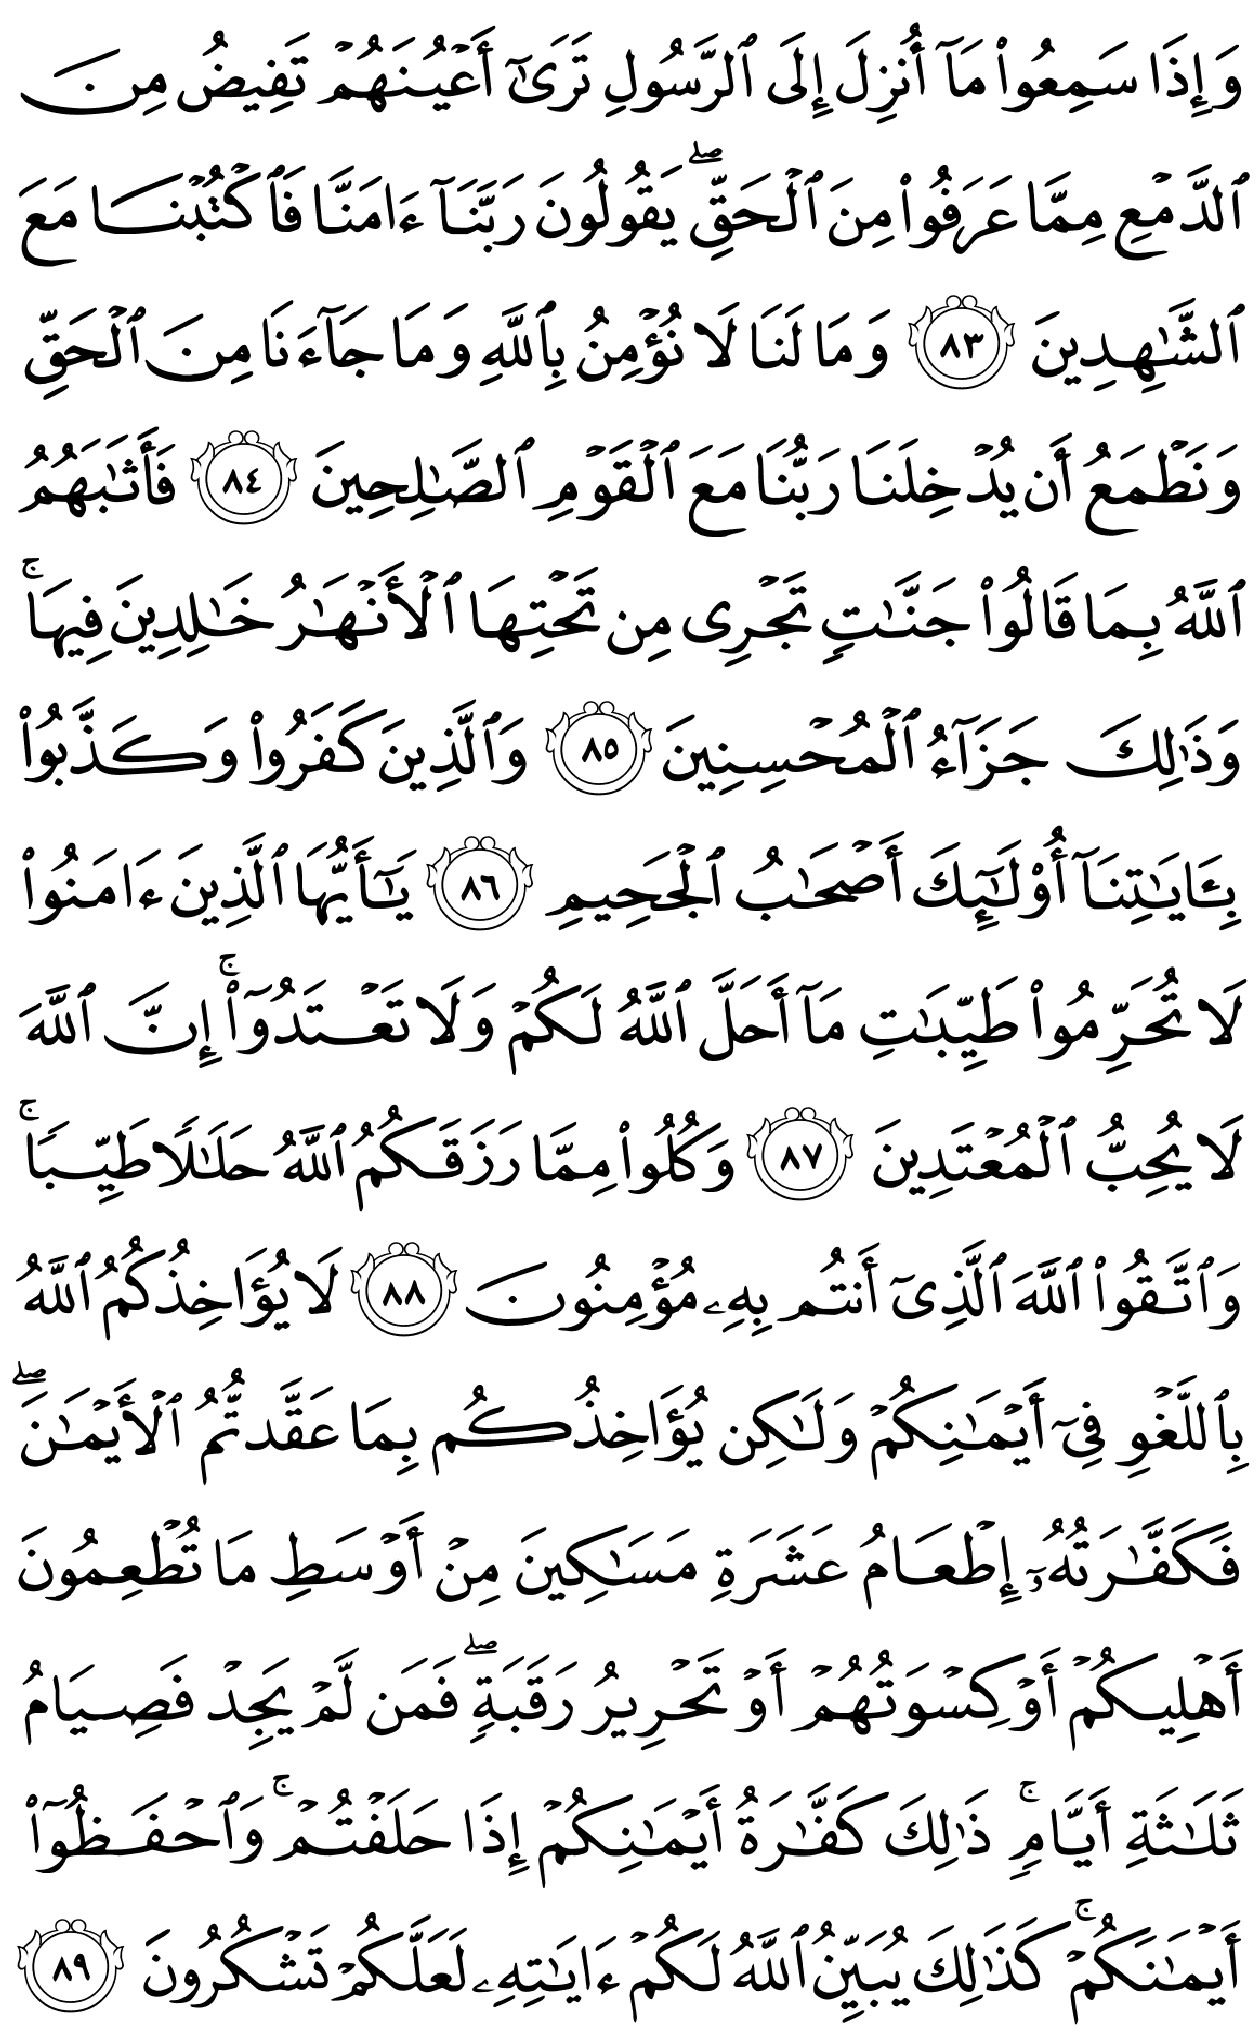 وَإِذَا سَمِعُوا۟ مَآ أُنزِلَ إِلَى ٱلرَّسُولِ تَرَىٰٓ أَعْيُنَهُمْ تَفِيضُ مِنَ
ٱلدَّمْعِ مِمَّا عَرَفُوا۟ مِنَ ٱلْحَقِّ ۖ يَقُولُونَ رَبَّنَآ ءَامَنَّا فَٱكْتُبْنَا مَعَ
ٱلشَّـٰهِدِينَ ٨٣ وَمَا لَنَا لَا نُؤْمِنُ بِٱللَّهِ وَمَا جَآءَنَا مِنَ ٱلْحَقِّ
وَنَطْمَعُ أَن يُدْخِلَنَا رَبُّنَا مَعَ ٱلْقَوْمِ ٱلصَّـٰلِحِينَ ٨٤ فَأَثَـٰبَهُمُ
ٱللَّهُ بِمَا قَالُوا۟ جَنَّـٰتٍ تَجْرِى مِن تَحْتِهَا ٱلْأَنْهَـٰرُ خَـٰلِدِينَ فِيهَا ۚ
وَذَٰلِكَ جَزَآءُ ٱلْمُحْسِنِينَ ٨٥ وَٱلَّذِينَ كَفَرُوا۟ وَكَذَّبُوا۟
بِـَٔايَـٰتِنَآ أُو۟لَـٰٓئِكَ أَصْحَـٰبُ ٱلْجَحِيمِ ٨٦ يَـٰٓأَيُّهَا ٱلَّذِينَ ءَامَنُوا۟
لَا تُحَرِّمُوا۟ طَيِّبَـٰتِ مَآ أَحَلَّ ٱللَّهُ لَكُمْ وَلَا تَعْتَدُوٓا۟ ۚ إِنَّ ٱللَّهَ
لَا يُحِبُّ ٱلْمُعْتَدِينَ ٨٧ وَكُلُوا۟ مِمَّا رَزَقَكُمُ ٱللَّهُ حَلَـٰلًا طَيِّبًا ۚ
وَٱتَّقُوا۟ ٱللَّهَ ٱلَّذِىٓ أَنتُم بِهِۦ مُؤْمِنُونَ ٨٨ لَا يُؤَاخِذُكُمُ ٱللَّهُ
بِٱللَّغْوِ فِىٓ أَيْمَـٰنِكُمْ وَلَـٰكِن يُؤَاخِذُكُم بِمَا عَقَّدتُّمُ ٱلْأَيْمَـٰنَ ۖ
فَكَفَّـٰرَتُهُۥٓ إِطْعَامُ عَشَرَةِ مَسَـٰكِينَ مِنْ أَوْسَطِ مَا تُطْعِمُونَ
أَهْلِيكُمْ أَوْ كِسْوَتُهُمْ أَوْ تَحْرِيرُ رَقَبَةٍ ۖ فَمَن لَّمْ يَجِدْ فَصِيَامُ
ثَلَـٰثَةِ أَيَّامٍ ۚ ذَٰلِكَ كَفَّـٰرَةُ أَيْمَـٰنِكُمْ إِذَا حَلَفْتُمْ ۚ وَٱحْفَظُوٓا۟
أَيْمَـٰنَكُمْ ۚ كَذَٰلِكَ يُبَيِّنُ ٱللَّهُ لَكُمْ ءَايَـٰتِهِۦ لَعَلَّكُمْ تَشْكُرُونَ ٨٩